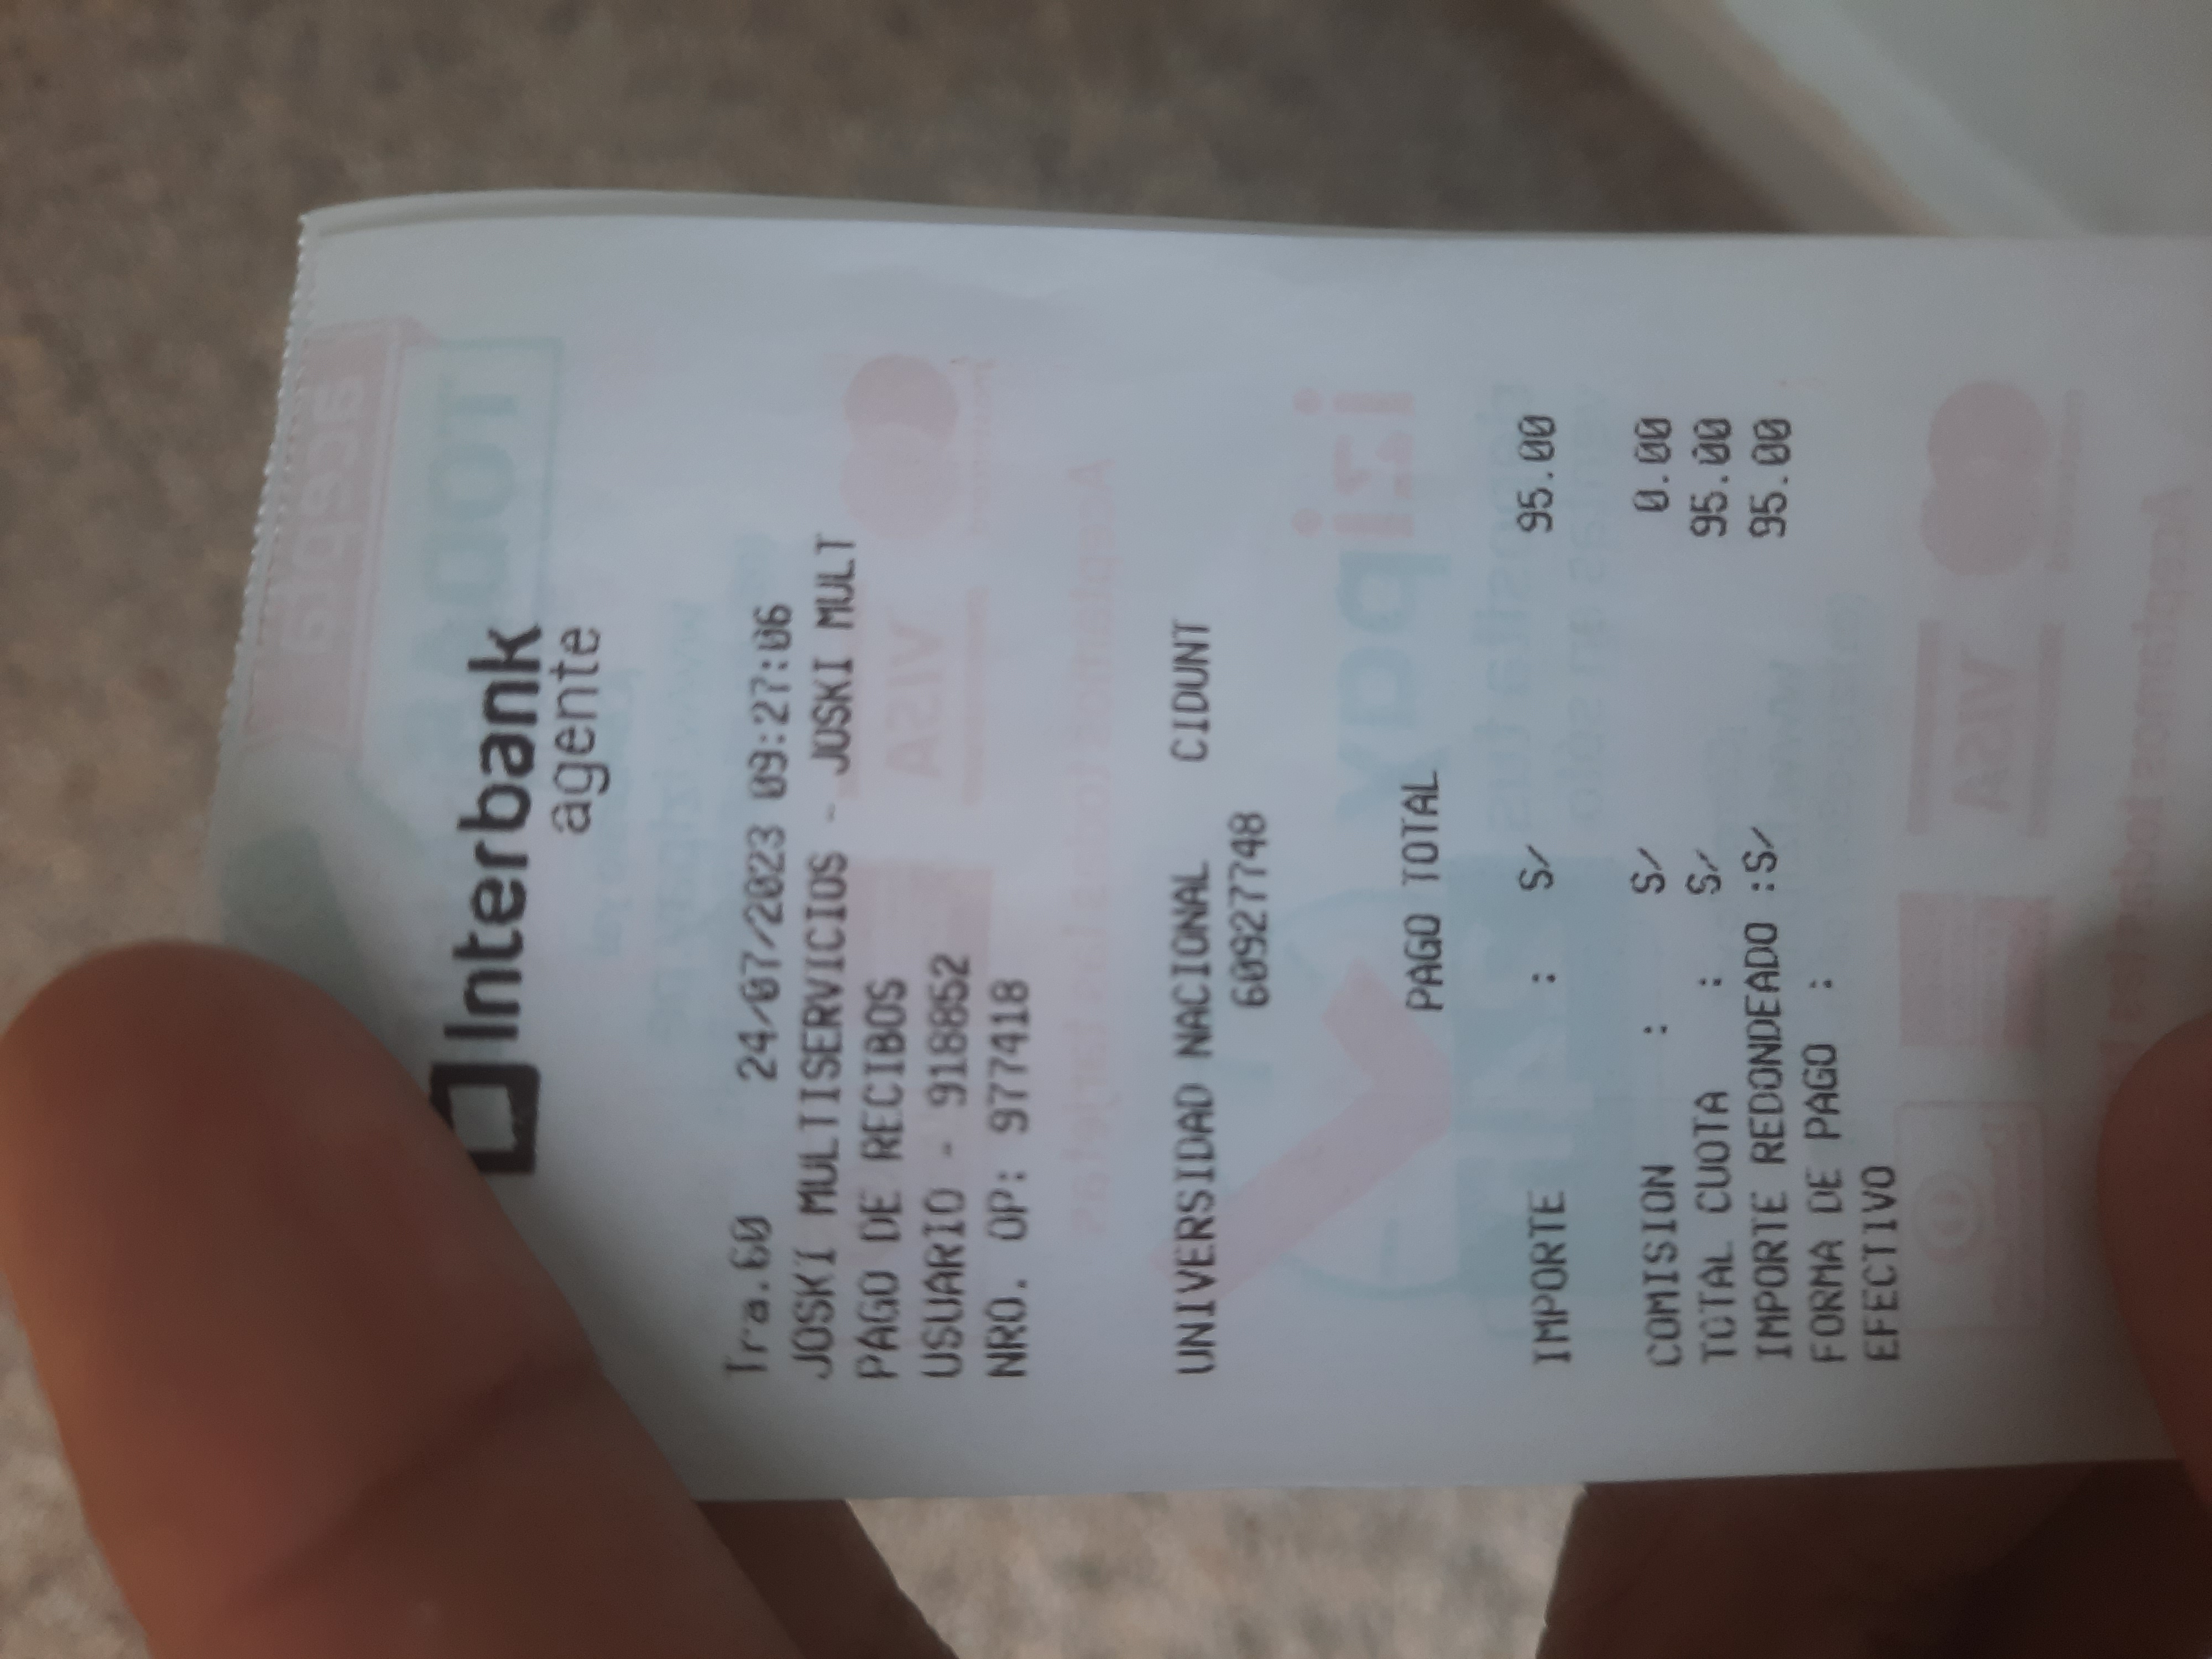 Interbank
agente
Tra.60 24/07/2023 09:27:06
JOSKI MULTISERVICIOS - JOSKI MULT
PAGO DE RECIBOS
USUARIO - 918852
NRO. OP: 977418
UNIVERSIDAD NACIONAL CIDUNT
609277748
PAGO TOTAL
IMPORTE : S/ 95.00
COMISION : S/ 0.00
TOTAL CUOTA : S/ 95.00
IMPORTE REDONDEADO :S/ 95.00
FORMA DE PAGO :
EFECTIVO